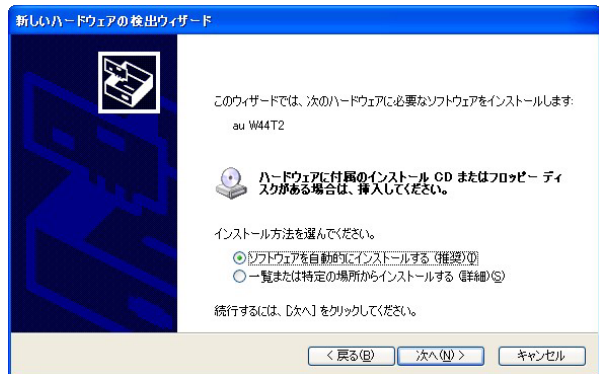 新しいハードウェアの検出ウィザード
このウィザードでは、次のハードウェアに必要なソフトウェアをインストールします:
au W44T2
ハードウェアに付属のインストール CD またはフロッピー ディ
スクがある場合は、挿入してください。
インストール方法を選んでください。
ソフトウェアを自動的にインストールする (推奨)(I)
一覧または特定の場所からインストールする (詳細)(S)
続行するには、[次へ] をクリックしてください。
< 戻る(B)
次へ(N) >
キャンセル